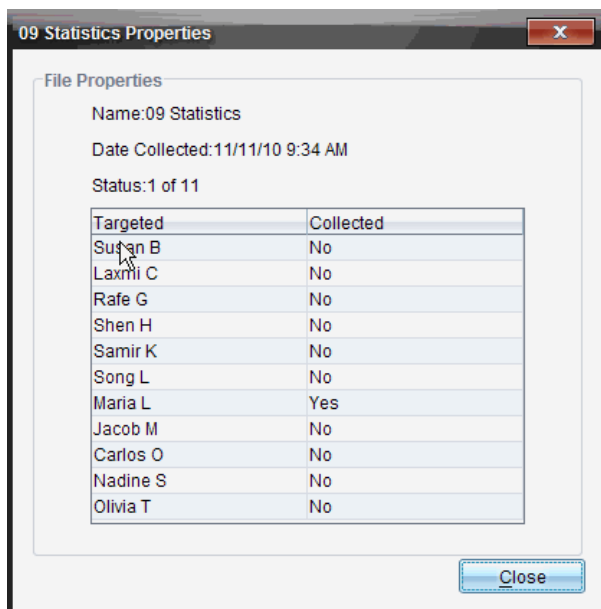 09 Statistics Properties
File Properties
Name:09 Statistics
Date Collected:11/11/10 9:34 AM
Status:1 of 11
Targeted Collected
Susan B No
Laxmi C No
Rafe G No
Shen H No
Samir K No
Song L No
Maria L Yes
Jacob M No
Carlos O No
Nadine S No
Olivia T No
Close